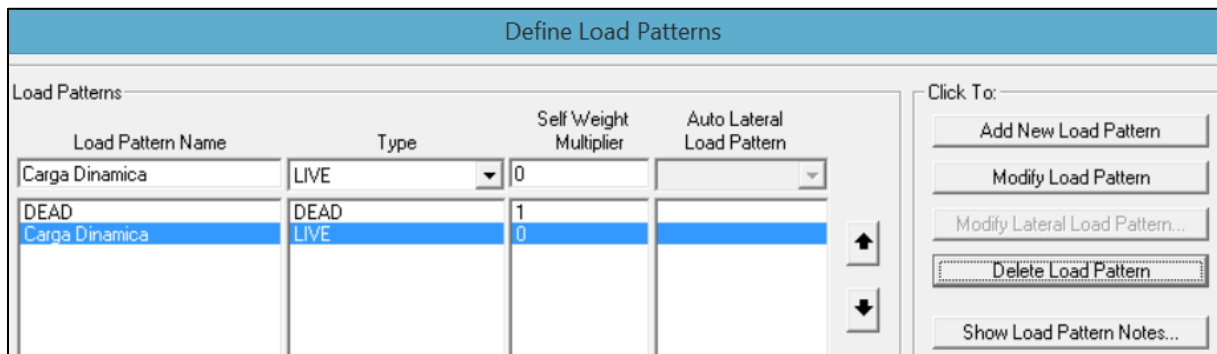 Define Load Patterns
Load Patterns
Click To:
Load Pattern Name
Type
Self Weight
Multiplier
Auto Lateral
Load Pattern
Carga Dinamica LIVE 0
DEAD DEAD 1
Carga Dinamica LIVE 0
Add New Load Pattern
Modify Load Pattern
Modify Lateral Load Pattern...
Delete Load Pattern
Show Load Pattern Notes...